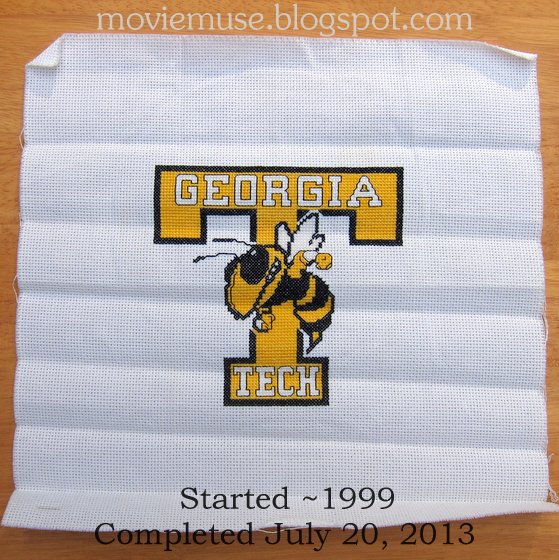 moviemuse.blogspot.com
GEORGIA
TECH
Started ~1999
Completed July 20, 2013